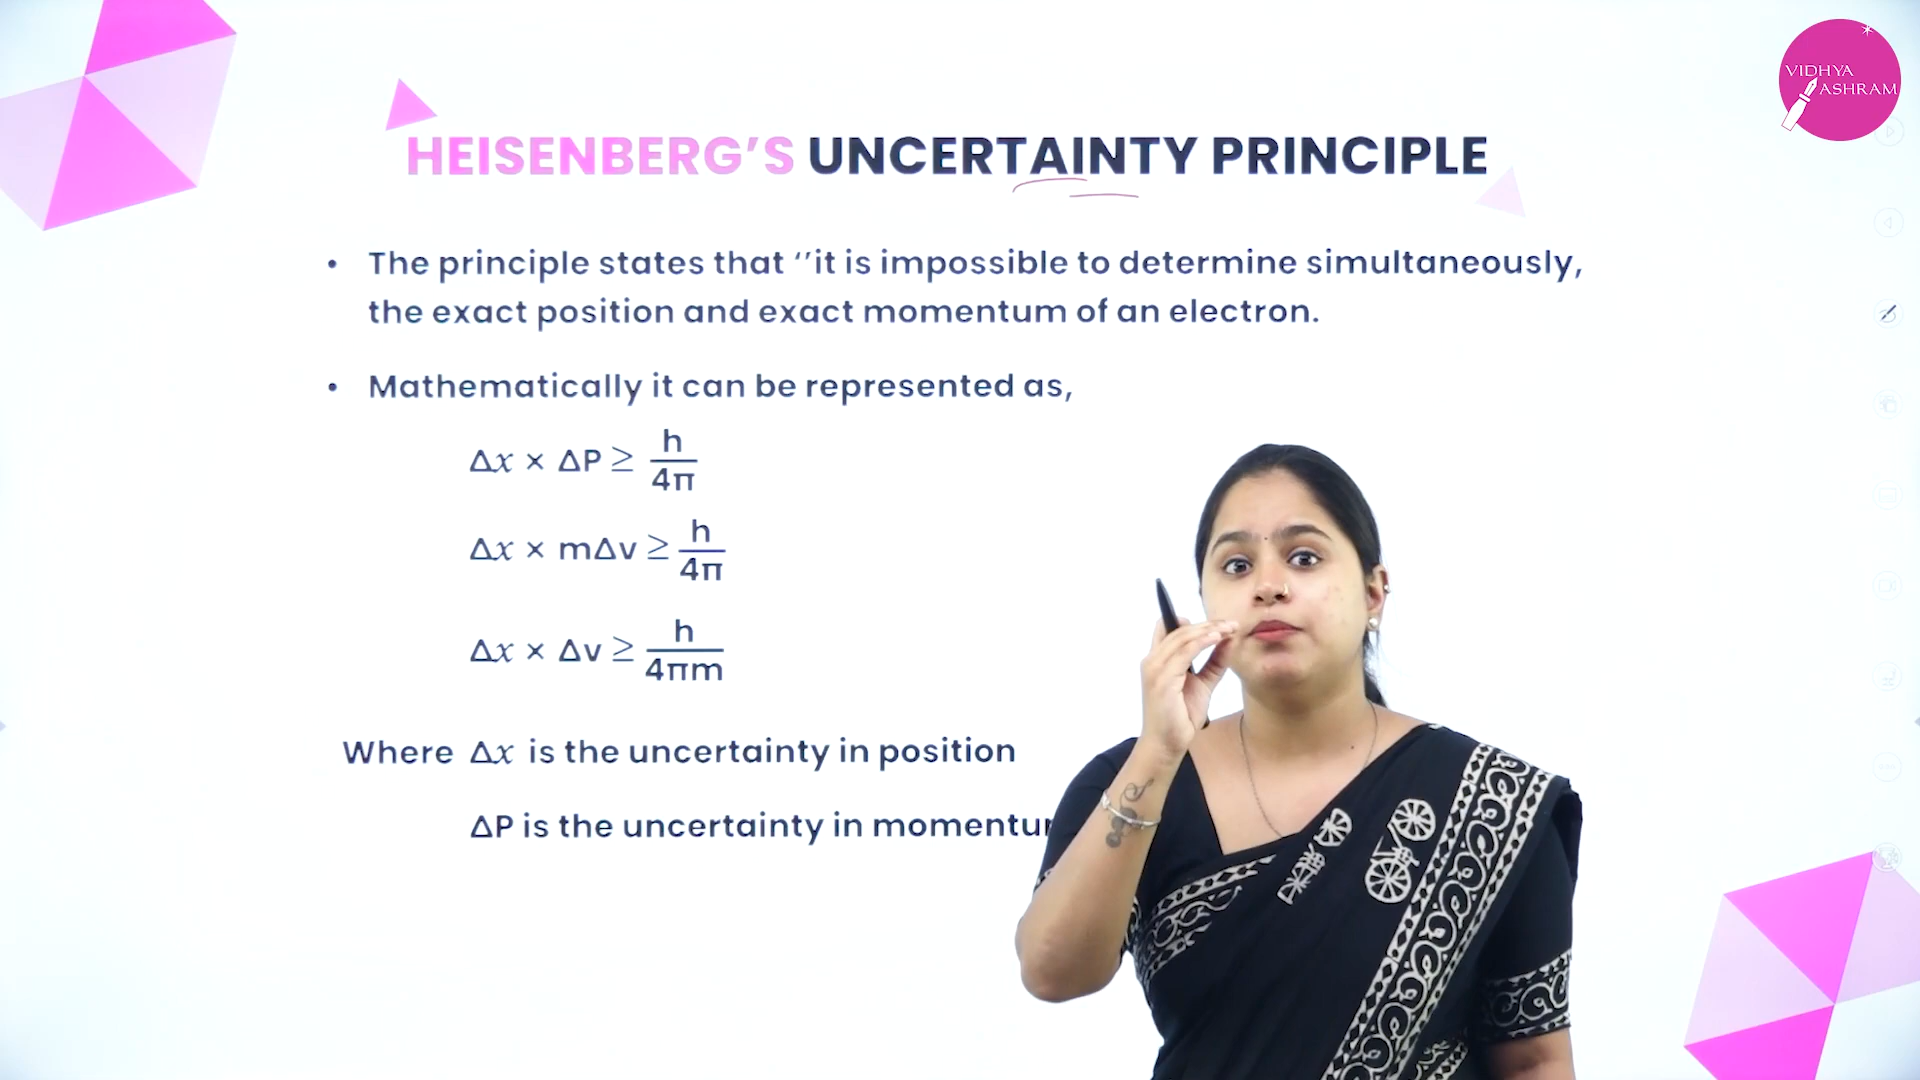 VIDHYA
ASHRAM
HEISENBERG’S UNCERTAINTY PRINCIPLE
• The principle states that ‘’it is impossible to determine simultaneously,
the exact position and exact momentum of an electron.
• Mathematically it can be represented as,
Δx × ΔP ≥ h/4π
Δx × mΔv ≥ h/4π
Δx × Δv ≥ h/4πm
Where Δx is the uncertainty in position
ΔP is the uncertainty in